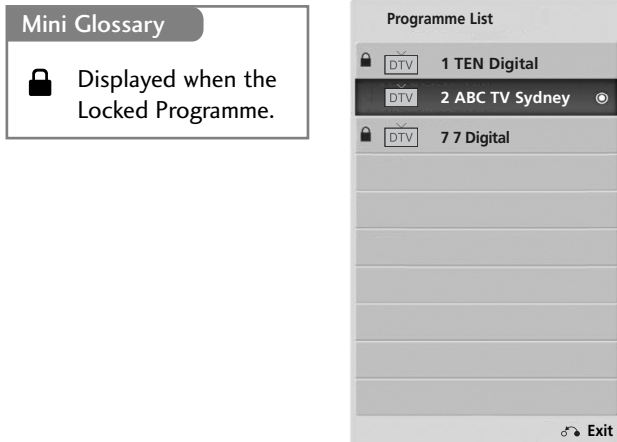 Mini Glossary
Displayed when the
Locked Programme.
Programme List
DTV 1 TEN Digital
DTV 2 ABC TV Sydney
DTV 7 7 Digital
Exit